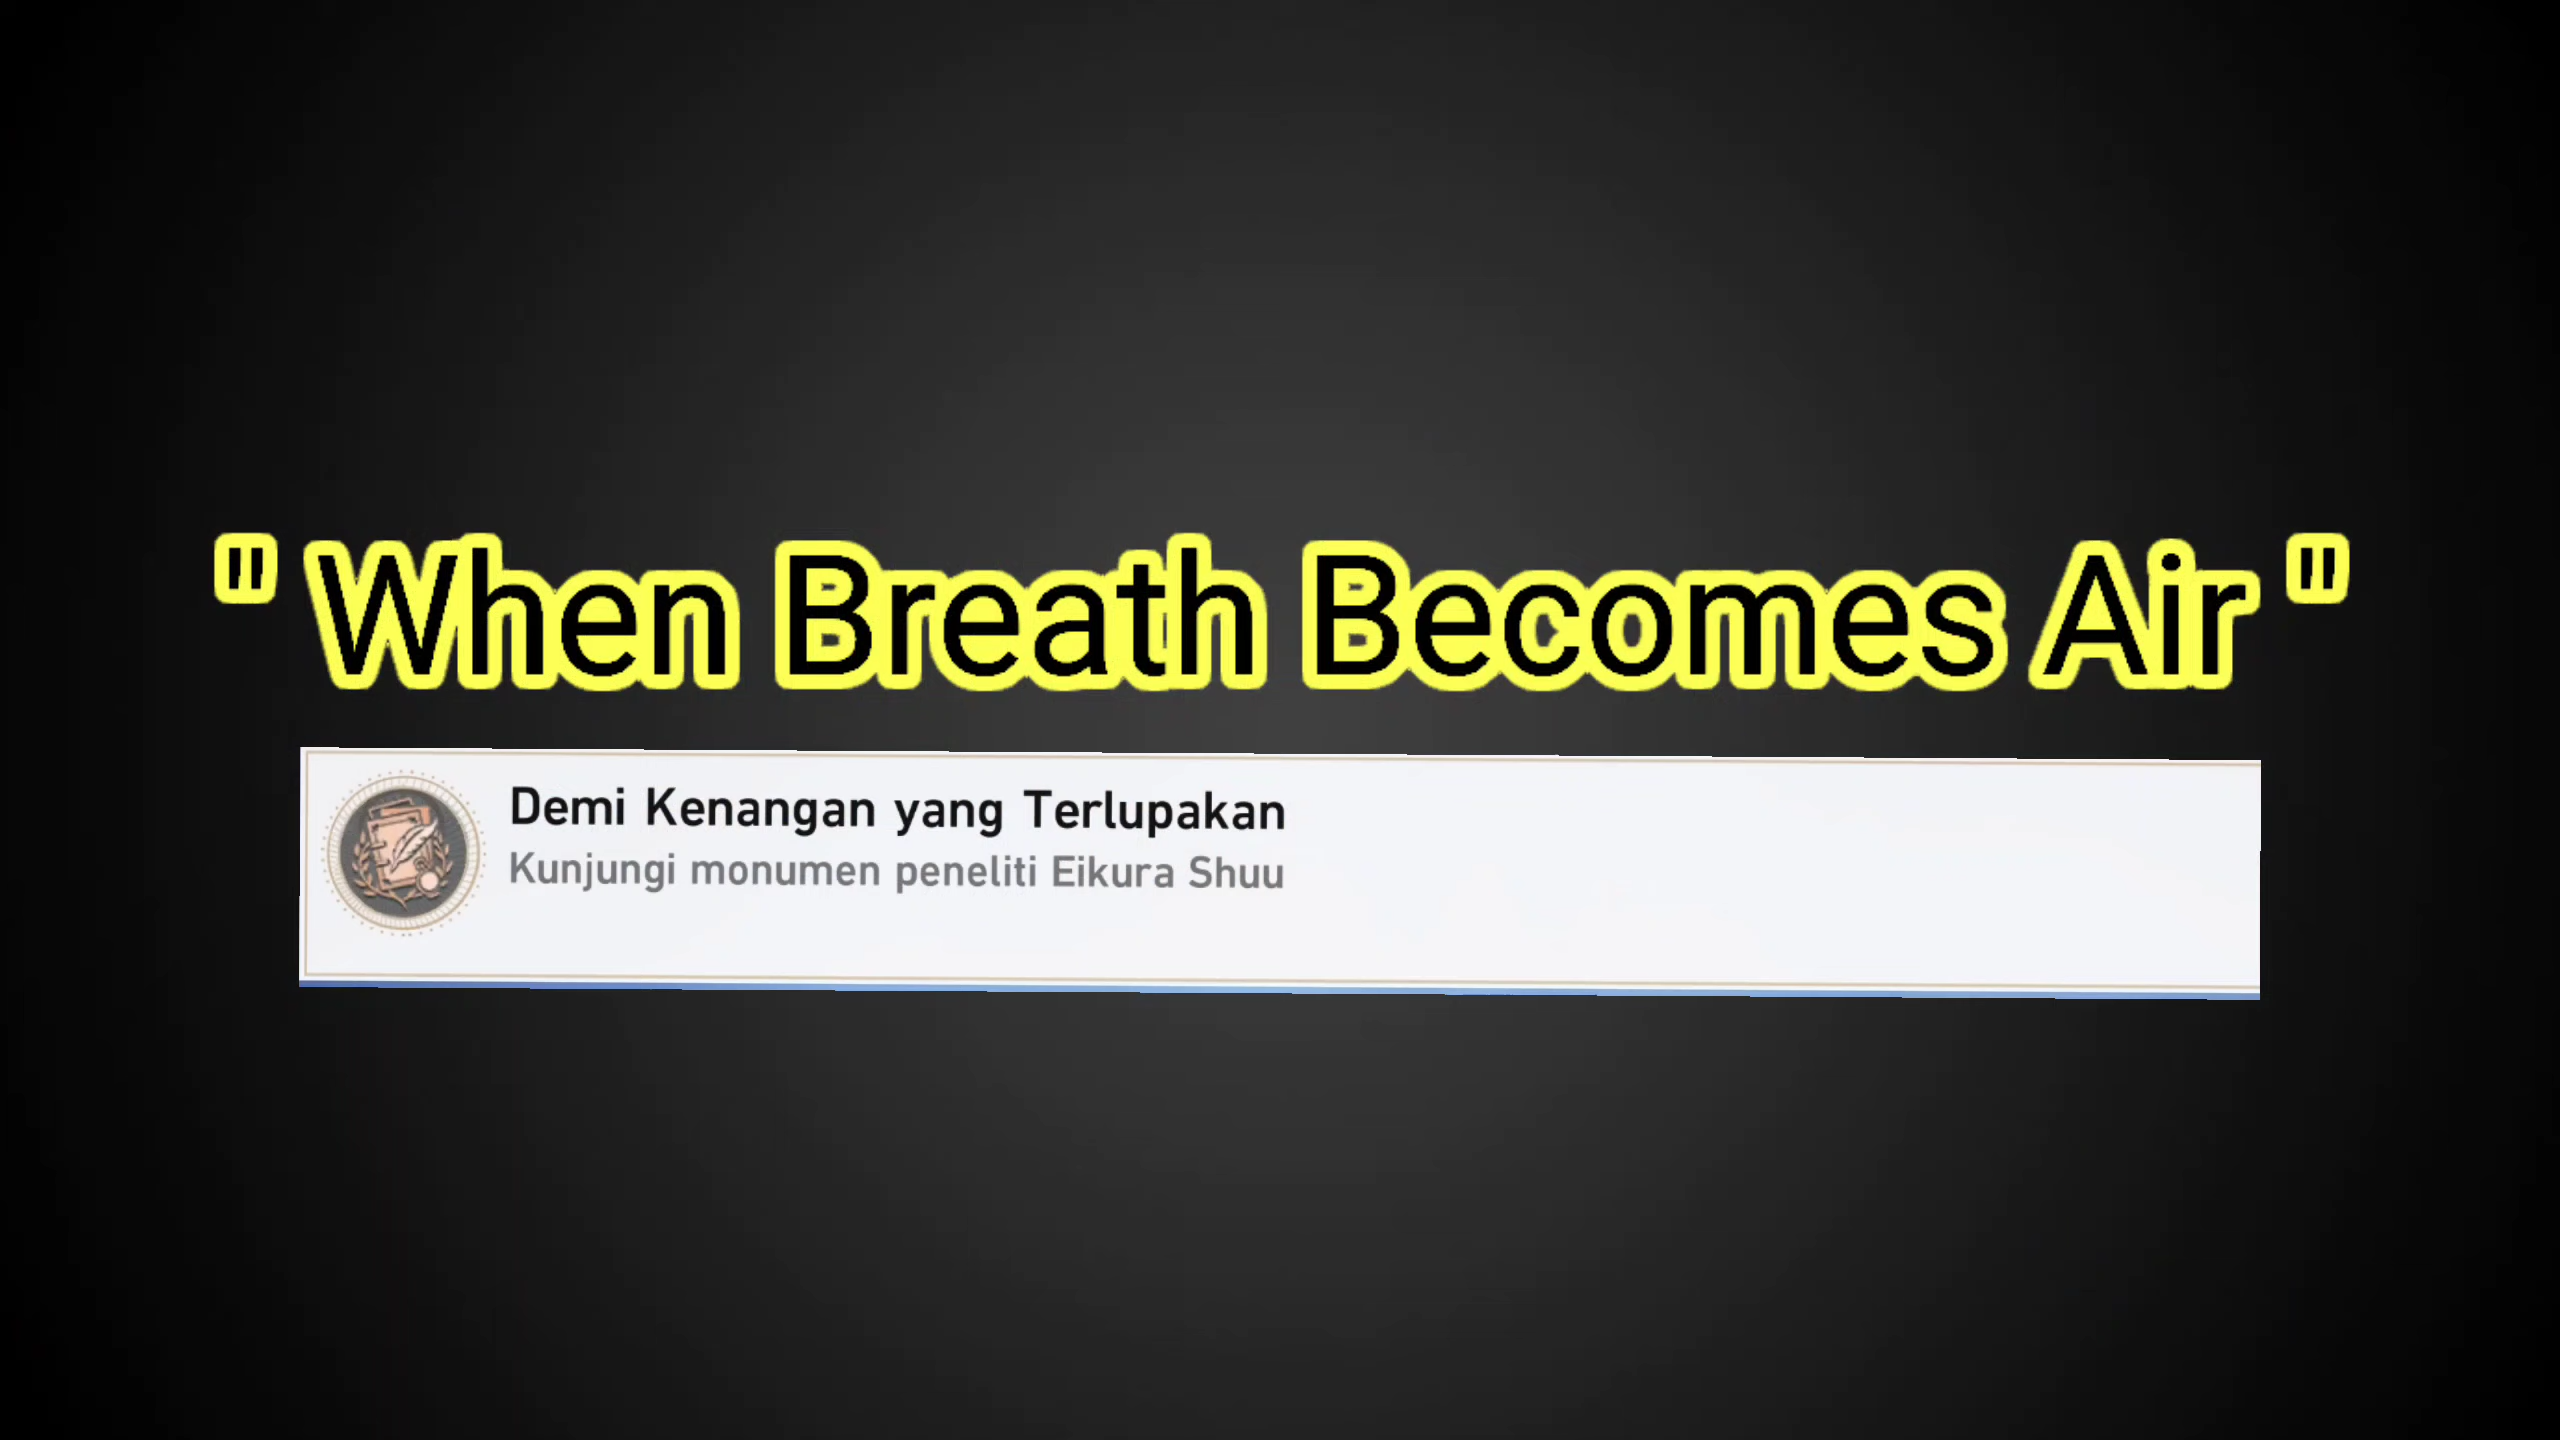 " When Breath Becomes Air "
Demi Kenangan yang Terlupakan
Kunjungi monumen peneliti Eikura Shuu